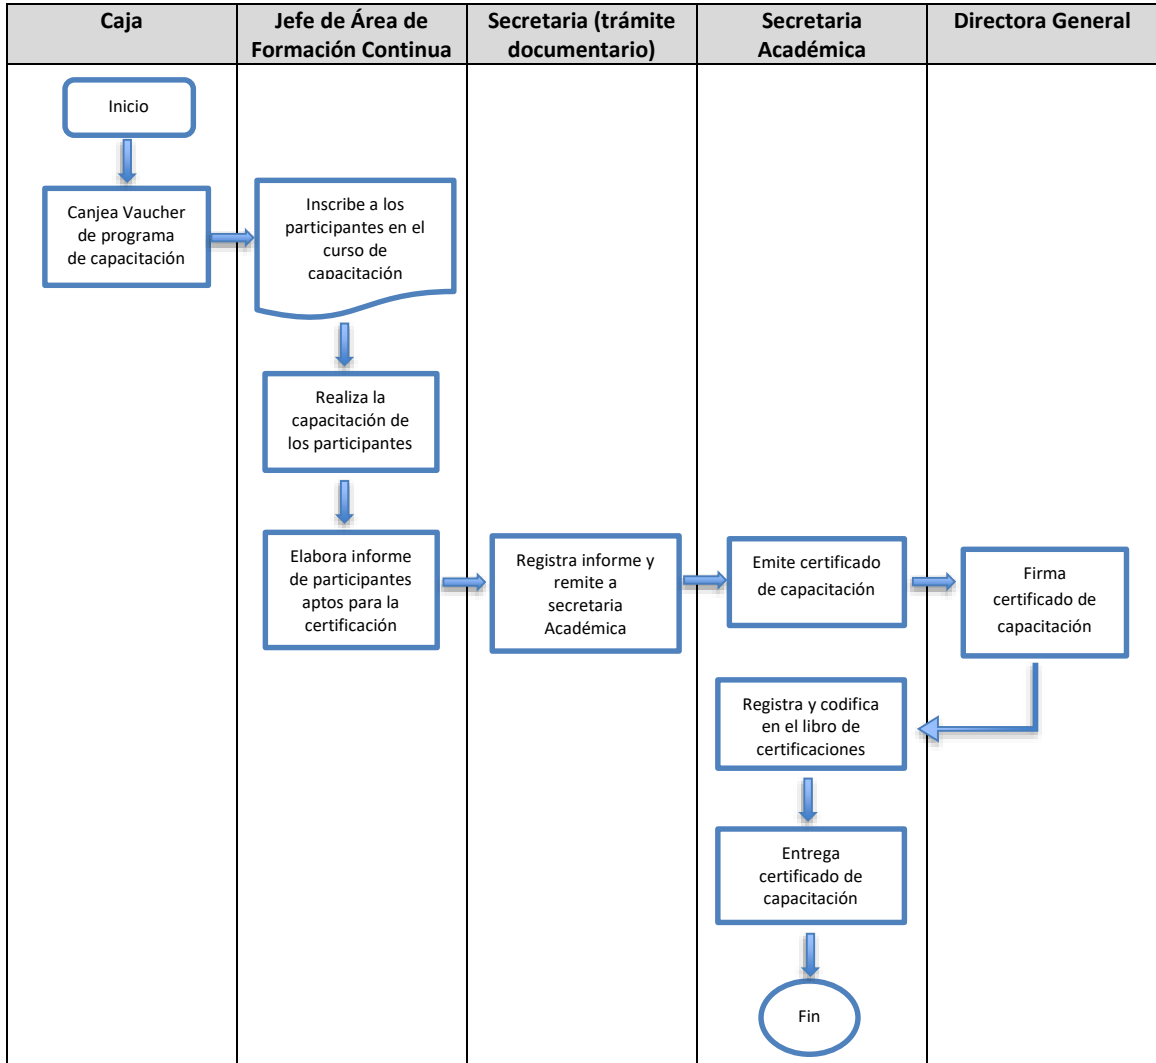 Caja
Jefe de Área de
Formación Continua
Secretaria (trámite
documentario)
Secretaria
Académica
Directora General
Inicio
Canjea Vaucher
de programa
de capacitación
Inscribe a los
participantes en el
curso de
capacitación
Realiza la
capacitación de
los participantes
Elabora informe
de participantes
aptos para la
certificación
Registra informe y
remite a
secretaria
Académica
Emite certificado
de capacitación
Firma
certificado de
capacitación
Registra y codifica
en el libro de
certificaciones
Entrega
certificado de
capacitación
Fin